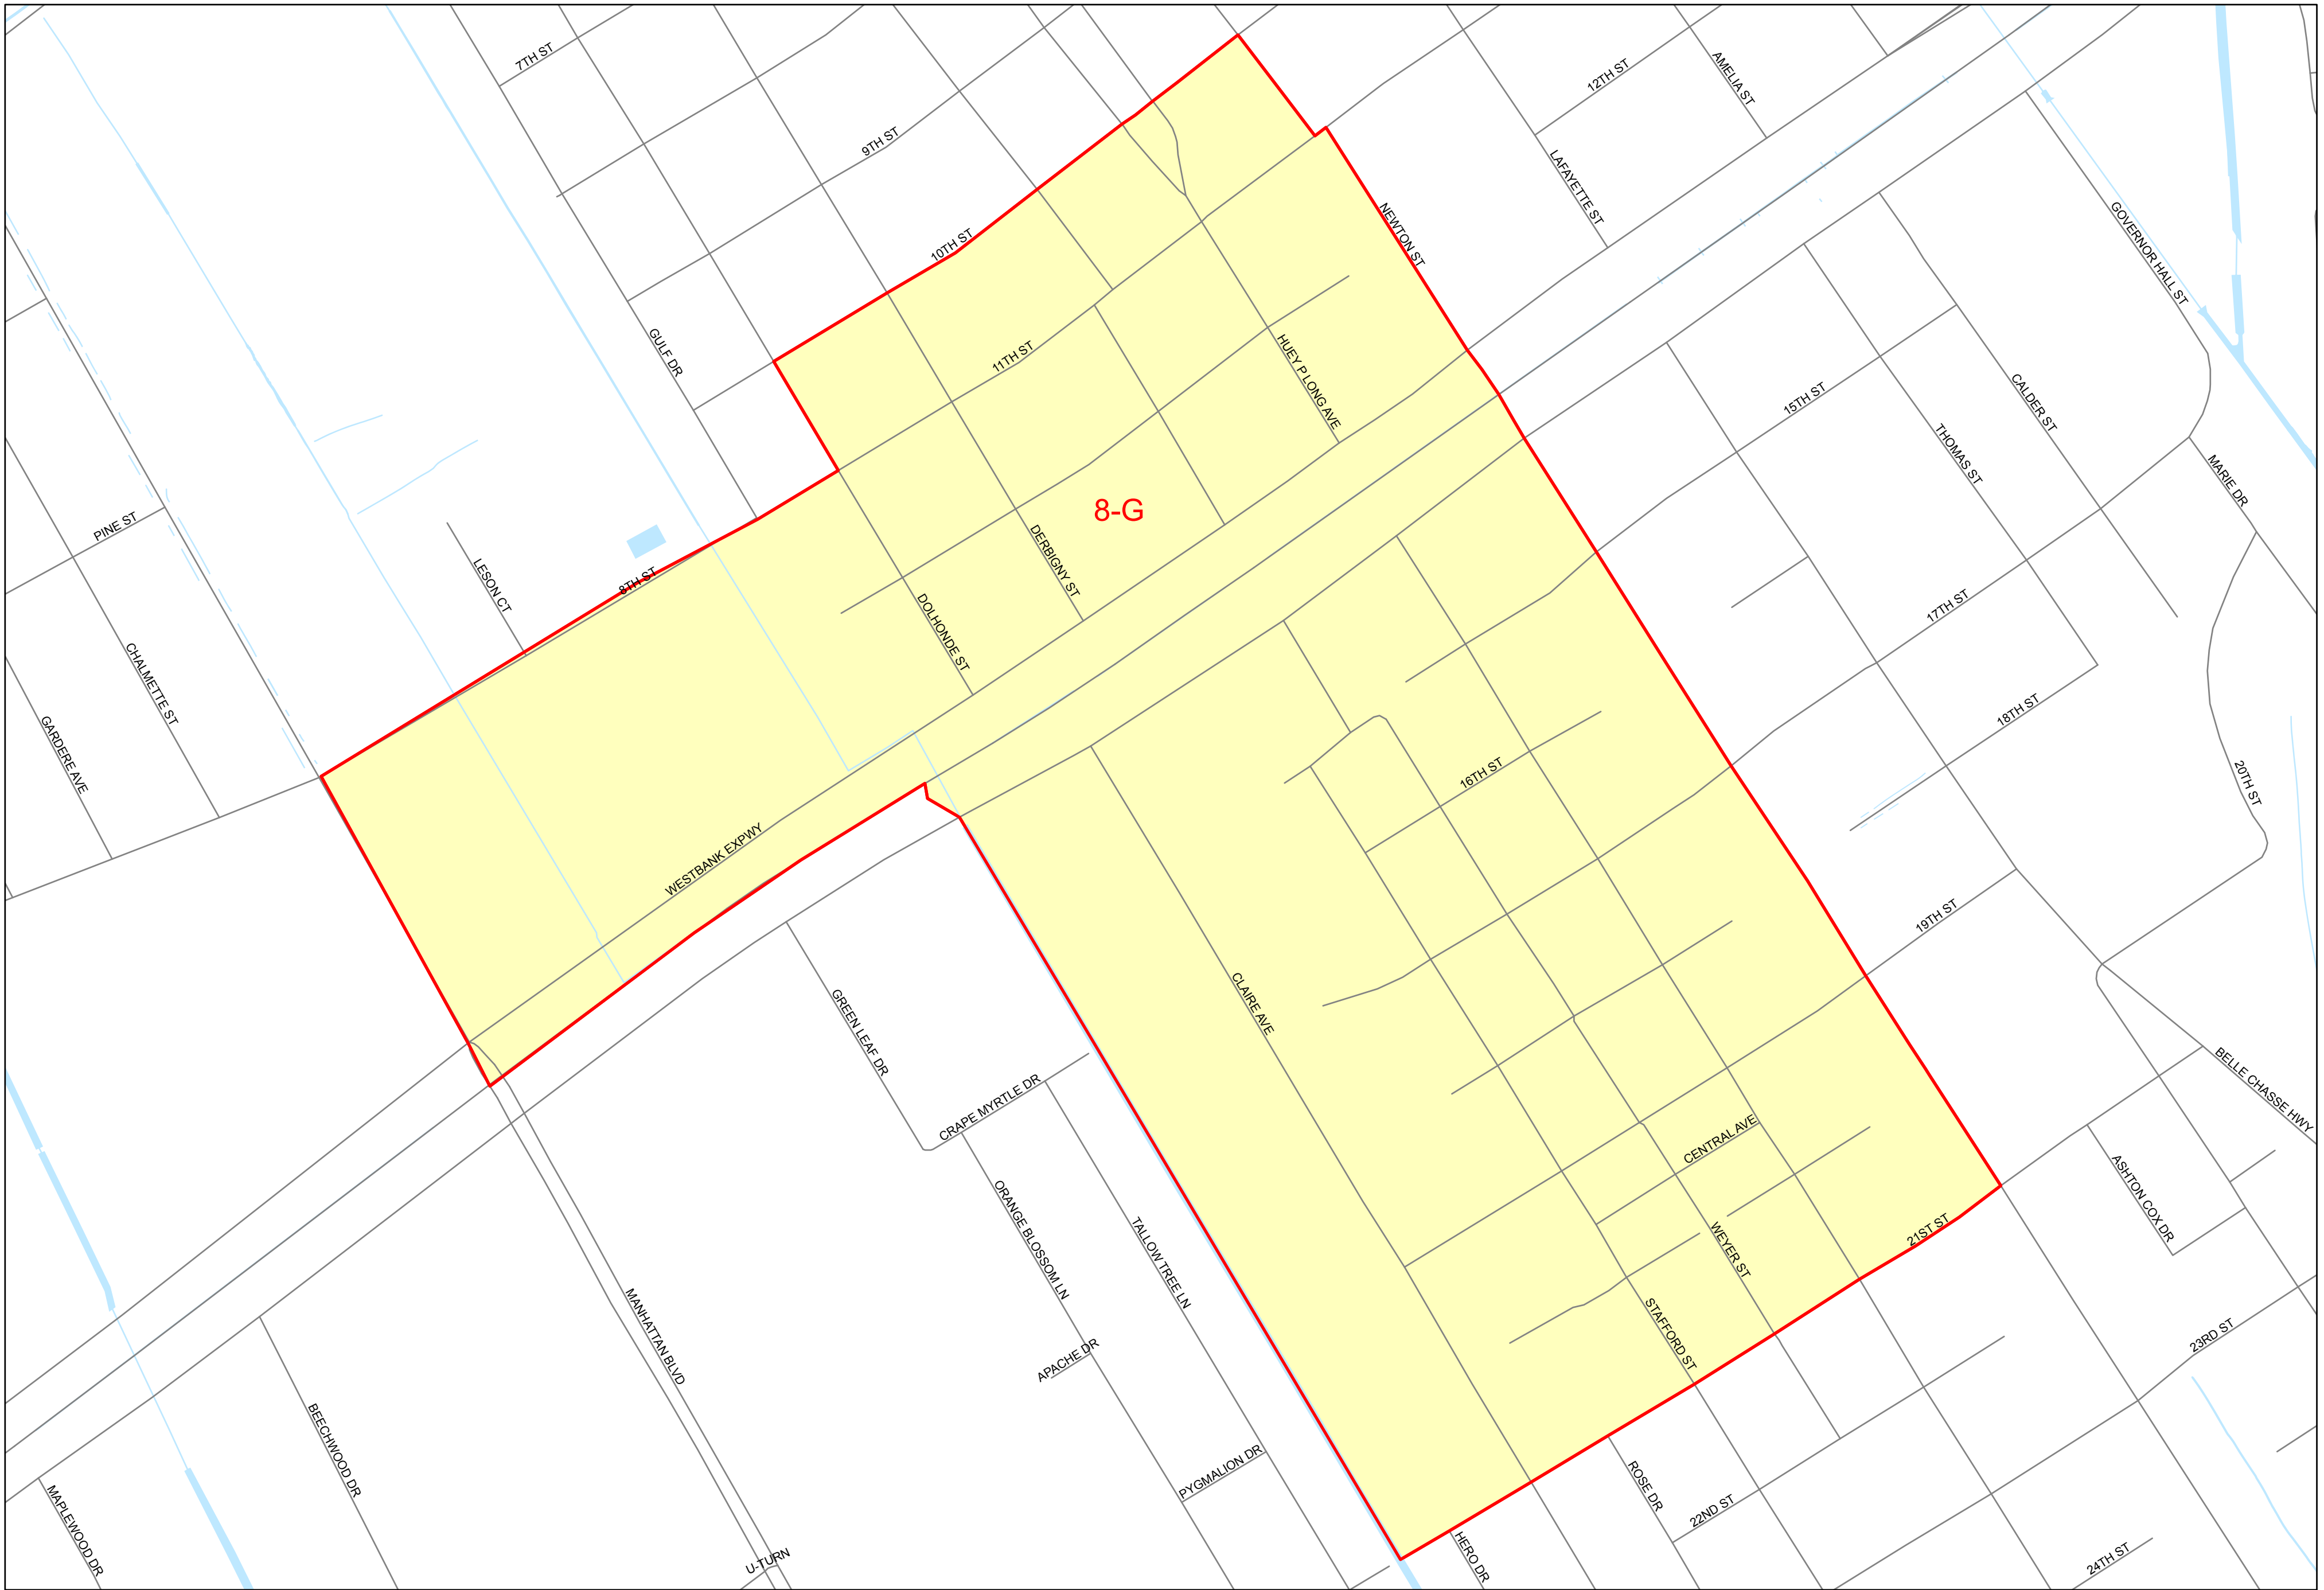 7TH ST
12TH ST
AMELIA ST
9TH ST
LAFAYETTE ST
NEWTON ST
GOVERNOR HALL ST
10TH ST
GULF DR
11TH ST
HUEY P LONG AVE
15TH ST
CALDER ST
THOMAS ST
MARIE DR
8-G
PINE ST
LESON CT
8TH ST
DERBIGNY ST
DOLHONDE ST
17TH ST
CHALMETTE ST
GARDERE AVE
18TH ST
16TH ST
20TH ST
WESTBANK EXPWY
19TH ST
CLAIRE AVE
GREEN LEAF DR
CRAPE MYRTLE DR
BELLE CHASSE HWY
CENTRAL AVE
ASHTON COX DR
ORANGE BLOSSOM LN
TALLOW TREE LN
WEYER ST
21ST ST
MANHATTAN BLVD
STAFFORD ST
APACHE DR
23RD ST
BEECHWOOD DR
PYGMALION DR
ROSE DR
MAPLEWOOD DR
22ND ST
HERO DR
U-TURN
24TH ST